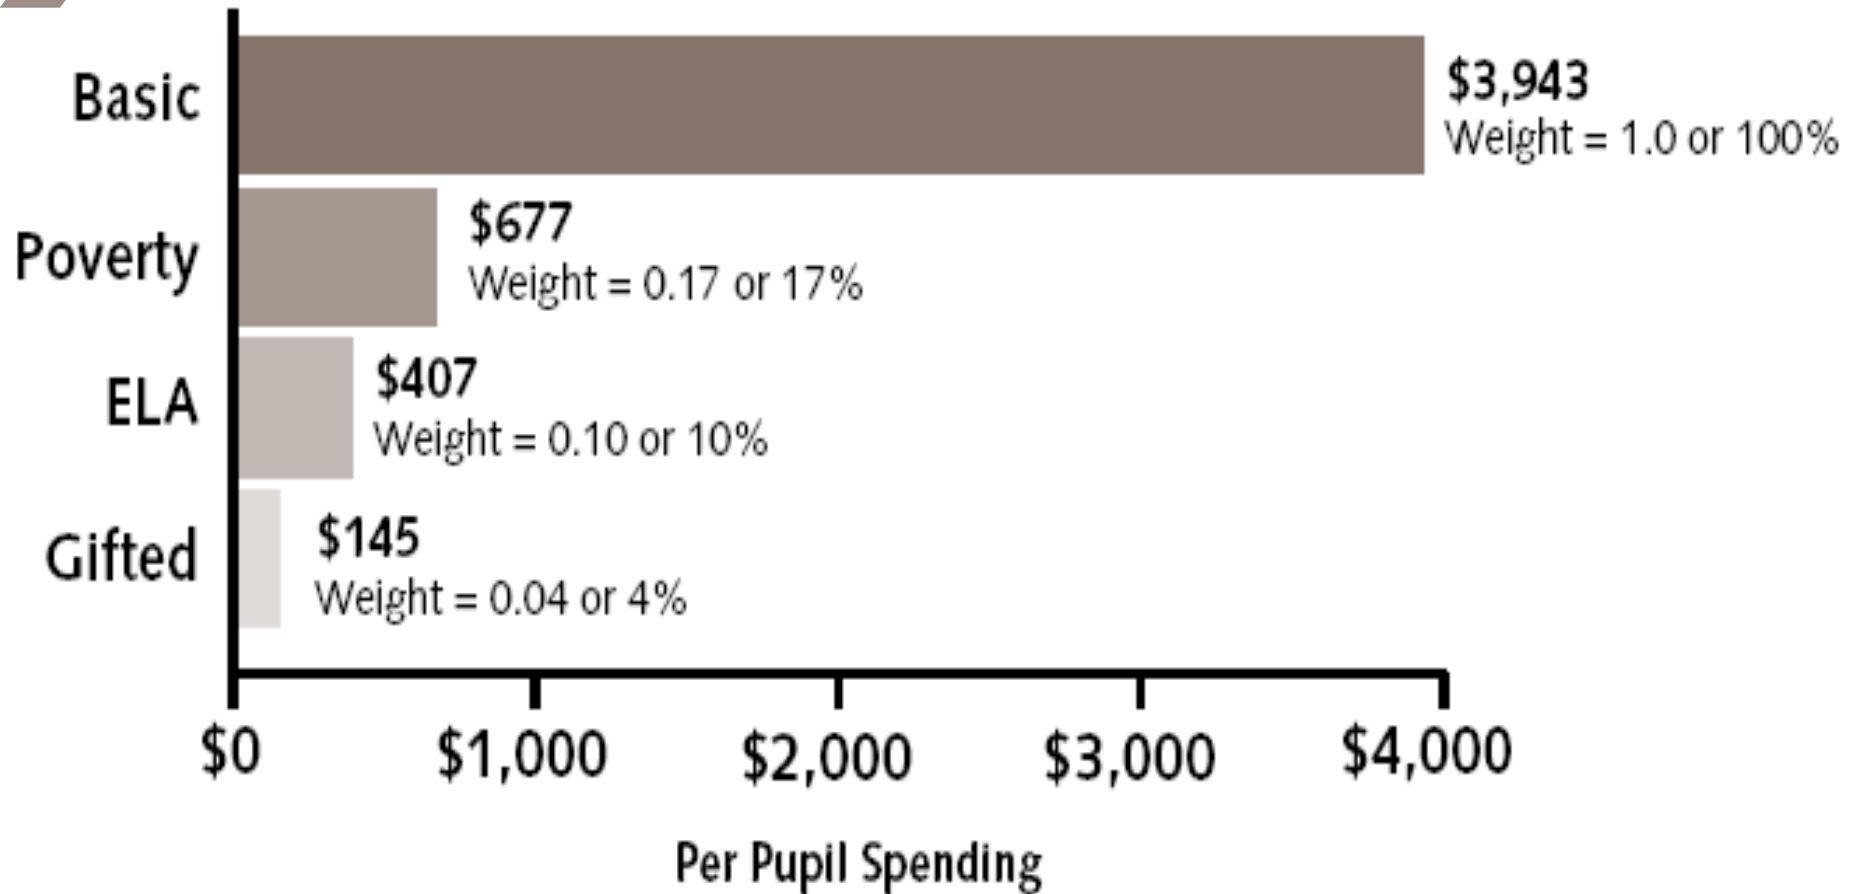 Basic
$3,943
Weight = 1.0 or 100%
Poverty
$677
Weight = 0.17 or 17%
ELA
$407
Weight = 0.10 or 10%
Gifted
$145
Weight = 0.04 or 4%
$0 $1,000 $2,000 $3,000 $4,000
Per Pupil Spending